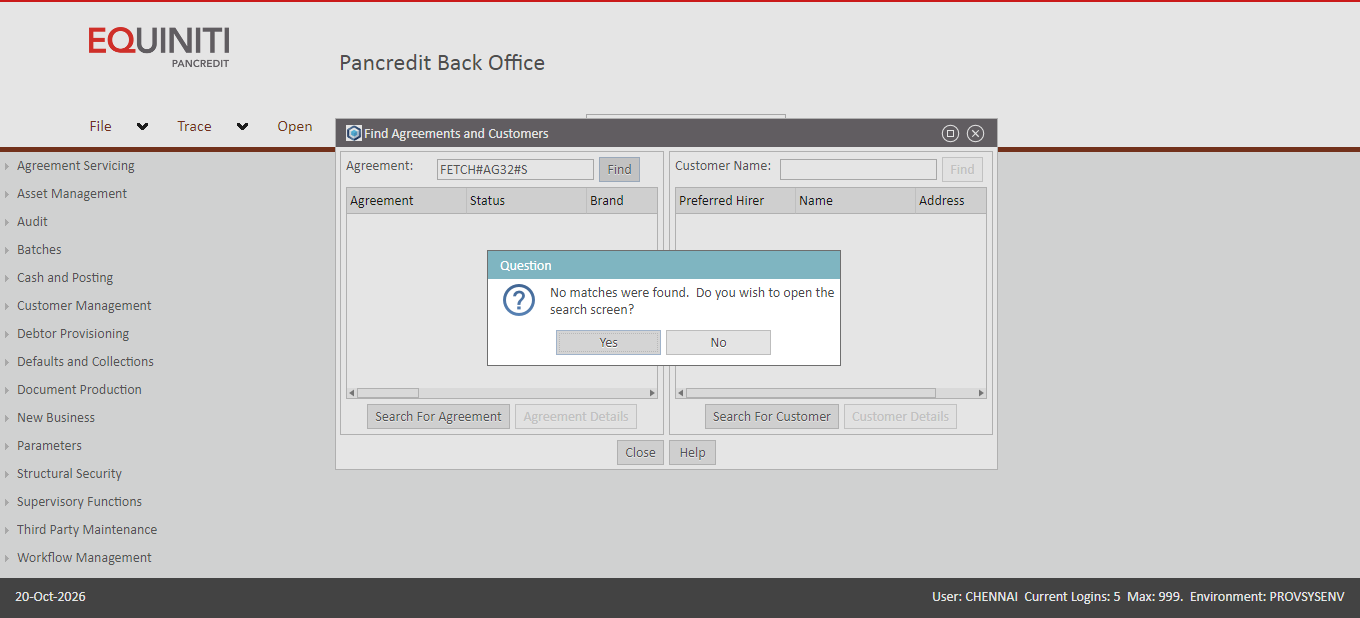 EQUINITI
PANCREDIT
Pancredit Back Office
File Trace Open
Find Agreements and Customers
Agreement: FETCH#AG32#S Find
Customer Name: Find
Agreement Status Brand
Preferred Hirer Name Address
Question
No matches were found. Do you wish to open the
search screen?
Yes No
Search For Agreement Agreement Details
Search For Customer Customer Details
Close Help
Agreement Servicing
Asset Management
Audit
Batches
Cash and Posting
Customer Management
Debtor Provisioning
Defaults and Collections
Document Production
New Business
Parameters
Structural Security
Supervisory Functions
Third Party Maintenance
Workflow Management
20-Oct-2026
User: CHENNAI Current Logins: 5 Max: 999. Environment: PROVSYSENV